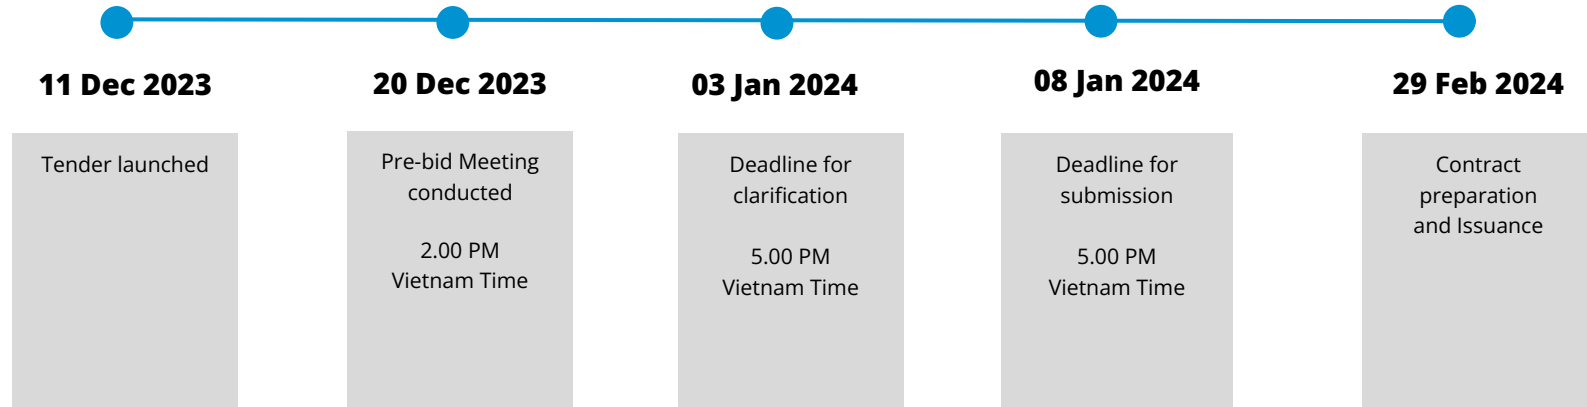 11 Dec 2023
Tender launched
20 Dec 2023
Pre-bid Meeting
conducted
2.00 PM
Vietnam Time
03 Jan 2024
Deadline for
clarification
5.00 PM
Vietnam Time
08 Jan 2024
Deadline for
submission
5.00 PM
Vietnam Time
29 Feb 2024
Contract
preparation
and Issuance